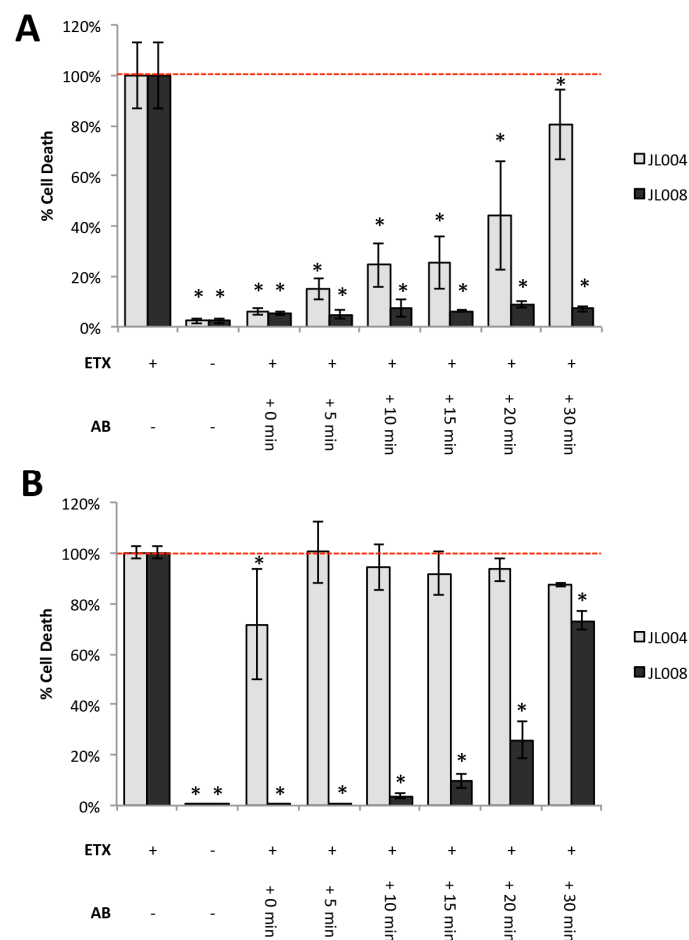 A
120%
100%
80%
60%
40%
20%
0%
% Cell Death
* * * * * * * * * * * * * *
JL004
JL008
ETX + - + + + + + +
AB - - + 0 min + 5 min + 10 min + 15 min + 20 min + 30 min
B
120%
100%
80%
60%
40%
20%
0%
% Cell Death
* * * * * * * * *
JL004
JL008
ETX + - + + + + + +
AB - - + 0 min + 5 min + 10 min + 15 min + 20 min + 30 min